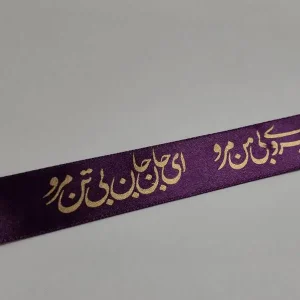 بی من مرو ای جان جان بی تن مرو